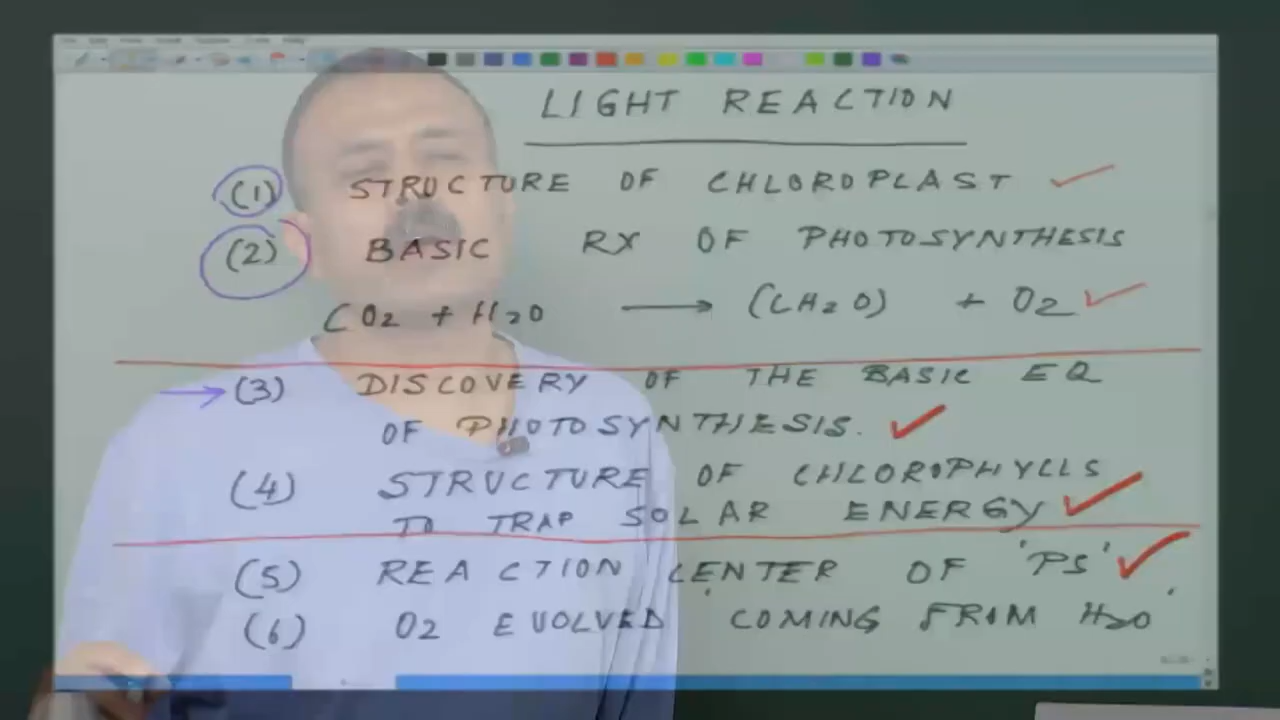 LIGHT REACTION
(1) STRUCTURE OF CHLOROPLAST
(2) BASIC RX OF PHOTOSYNTHESIS
CO2 + H2O → (CH2O) + O2
(3) DISCOVERY OF THE BASIC EQ
OF PHOTOSYNTHESIS.
(4) STRUCTURE OF CHLOROPHYLLS
TO TRAP SOLAR ENERGY
(5) REACTION CENTER OF 'PS'
(6) O2 EVOLVED COMING FROM H2O